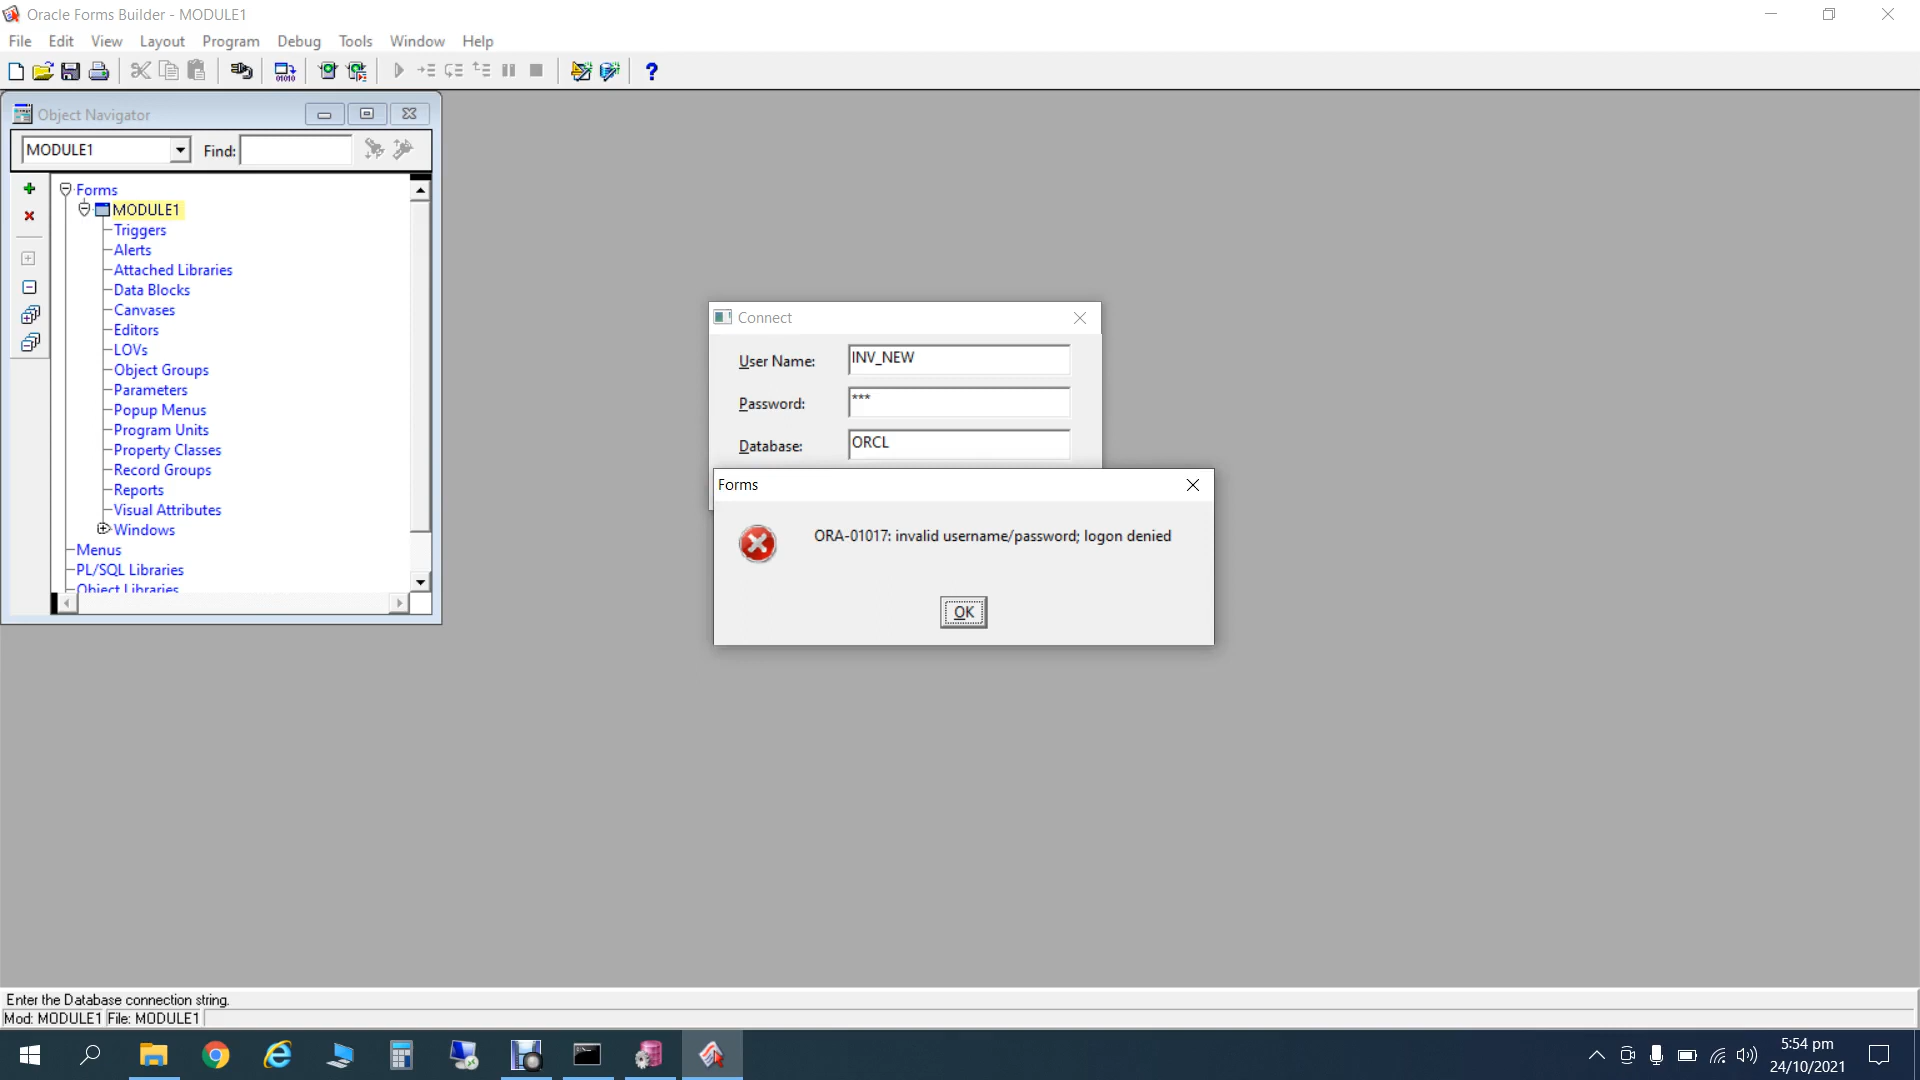 Oracle Forms Builder - MODULE1
File Edit View Layout Program Debug Tools Window Help
Object Navigator
MODULE1 Find:
Forms
MODULE1
Triggers
Alerts
Attached Libraries
Data Blocks
Canvases
Editors
LOVs
Object Groups
Parameters
Popup Menus
Program Units
Property Classes
Record Groups
Reports
Visual Attributes
Windows
Menus
PL/SQL Libraries
Object Libraries
Connect
User Name: INV_NEW
Password: ***
Database: ORCL
Forms
ORA-01017: invalid username/password; logon denied
OK
Enter the Database connection string.
Mod: MODULE1 File: MODULE1
5:54 pm
24/10/2021